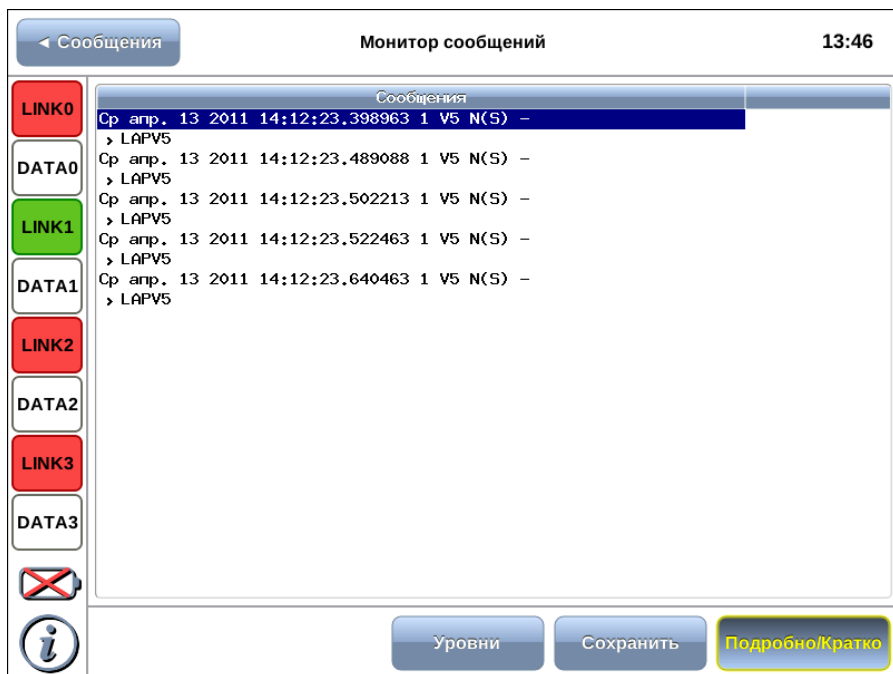 ◄ Сообщения
Монитор сообщений
13:46
LINK0
DATA0
LINK1
DATA1
LINK2
DATA2
LINK3
DATA3
Сообщения
Ср апр. 13 2011 14:12:23.398963 1 V5 N(S) –
› LAPV5
Ср апр. 13 2011 14:12:23.489088 1 V5 N(S) –
› LAPV5
Ср апр. 13 2011 14:12:23.502213 1 V5 N(S) –
› LAPV5
Ср апр. 13 2011 14:12:23.522463 1 V5 N(S) –
› LAPV5
Ср апр. 13 2011 14:12:23.640463 1 V5 N(S) –
› LAPV5
i
Уровни
Сохранить
Подробно/Кратко